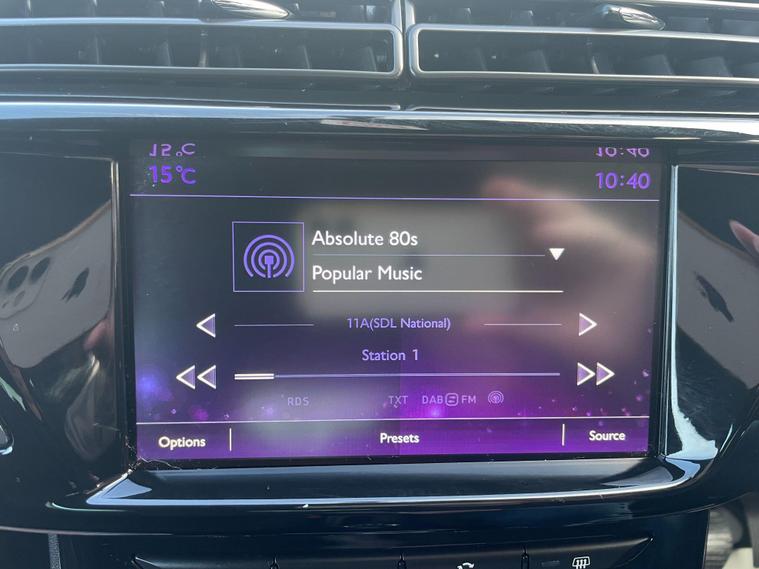 15°C 10:40
Absolute 80s
Popular Music
11A(SDL National)
Station 1
RDS TXT DAB S FM
Options Presets Source